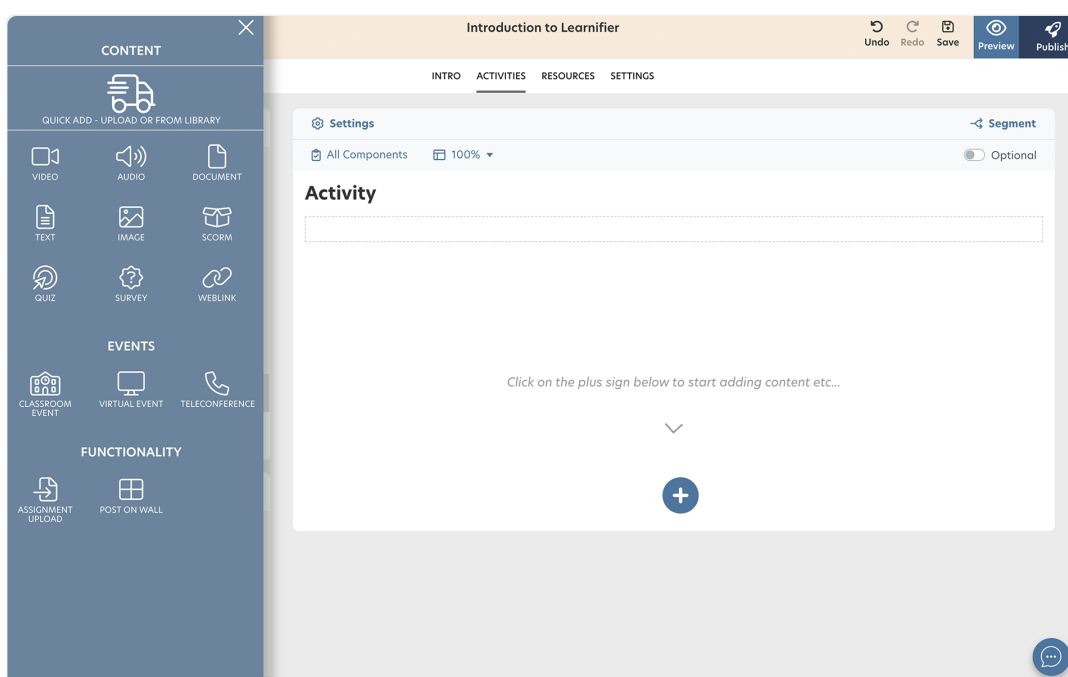 CONTENT
QUICK ADD - UPLOAD OR FROM LIBRARY
VIDEO
AUDIO
DOCUMENT
TEXT
IMAGE
SCORM
QUIZ
SURVEY
WEBLINK
EVENTS
CLASSROOM
EVENT
VIRTUAL EVENT
TELECONFERENCE
FUNCTIONALITY
ASSIGNMENT
UPLOAD
POST ON WALL
Introduction to Learnifier
Undo
Redo
Save
Preview
Publish
INTRO
ACTIVITIES
RESOURCES
SETTINGS
Settings
Segment
All Components
100%
Optional
Activity
Click on the plus sign below to start adding content etc...